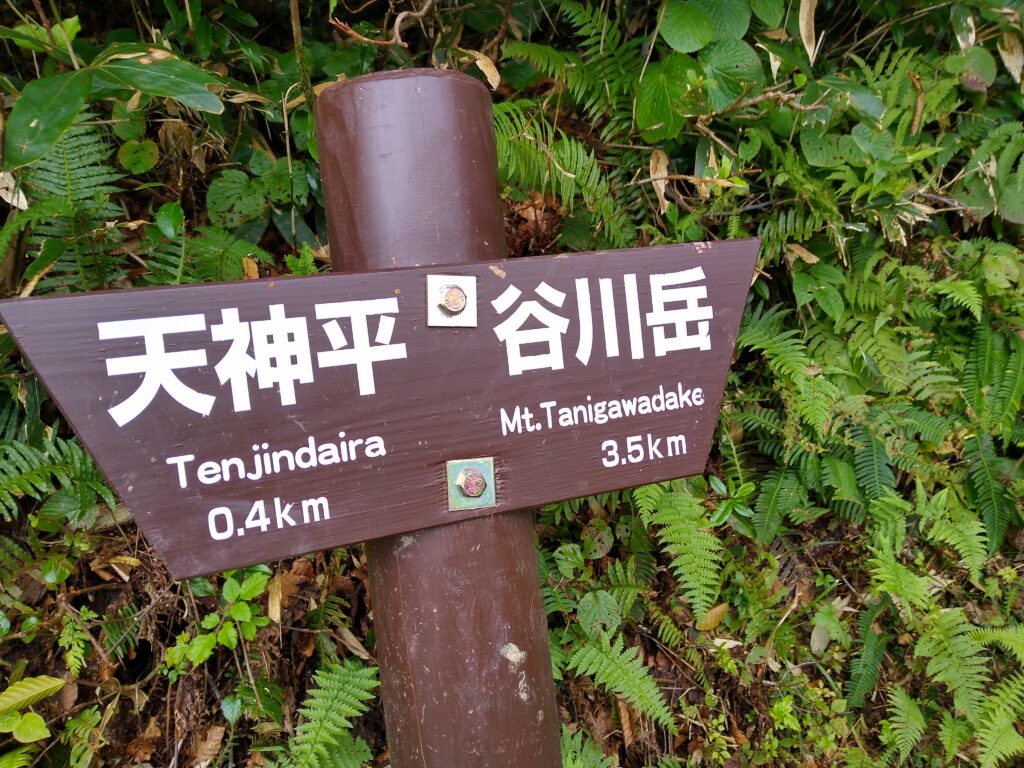 天神平
Tenjindaira
0.4km
谷川岳
Mt.Tanigawadake
3.5km